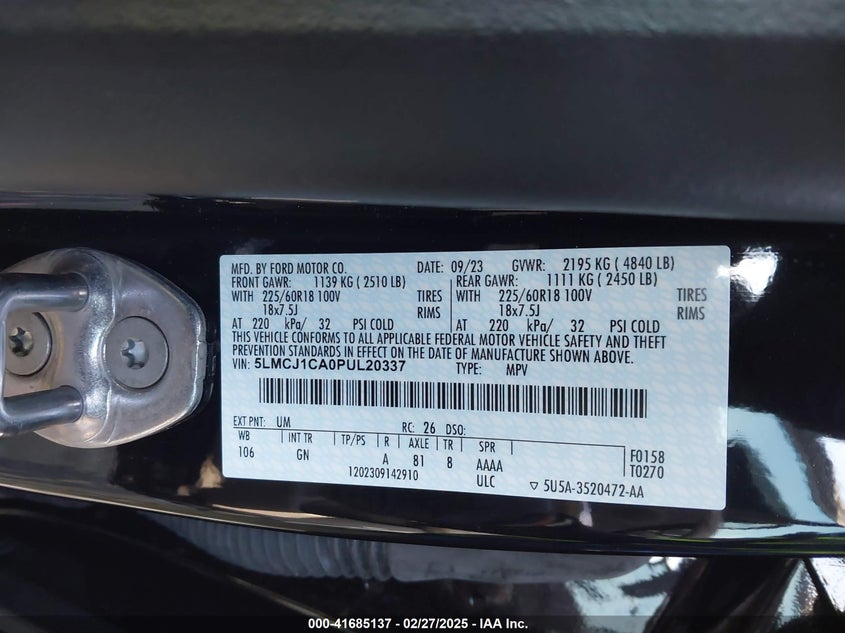 MFD. BY FORD MOTOR CO. DATE: 09/23 GVWR: 2195 KG ( 4840 LB)
FRONT GAWR: 1139 KG ( 2510 LB) REAR GAWR: 1111 KG ( 2450 LB)
WITH 225/60R18 100V TIRES WITH 225/60R18 100V TIRES
18x7.5J RIMS 18x7.5J RIMS
AT 220 kPa/ 32 PSI COLD AT 220 kPa/ 32 PSI COLD
THIS VEHICLE CONFORMS TO ALL APPLICABLE FEDERAL MOTOR VEHICLE SAFETY AND THEFT
PREVENTION STANDARDS IN EFFECT ON THE DATE OF MANUFACTURE SHOWN ABOVE.
VIN: 5LMCJ1CA0PUL20337 TYPE: MPV
EXT PNT: UM RC: 26 DSO:
WB INT TR TP/PS R AXLE TR SPR F0158
106 GN A 81 8 AAAA T0270
1202309142910 ULC ▽ 5U5A-3520472-AA
000-41685137 - 02/27/2025 - IAA Inc.